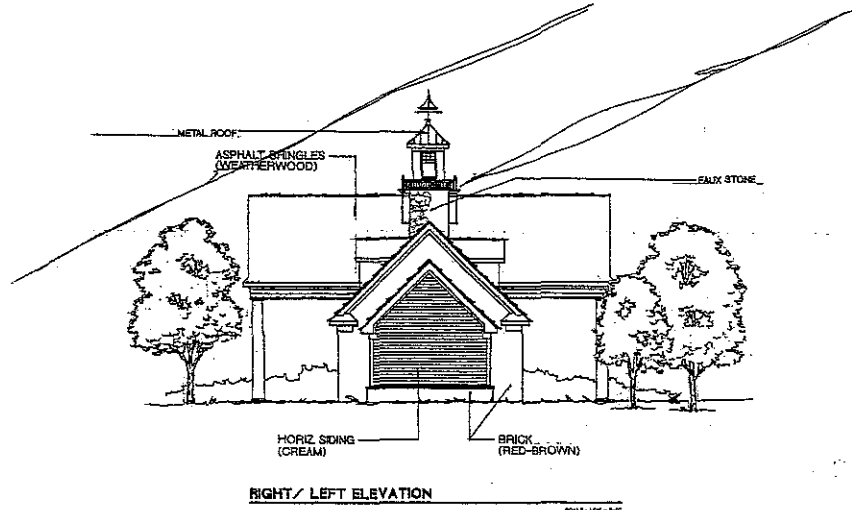 METAL ROOF
ASPHALT SHINGLES
(WEATHERWOOD)
FAUX STONE
HORIZ. SIDING
(CREAM)
BRICK
(RED-BROWN)
RIGHT/ LEFT ELEVATION